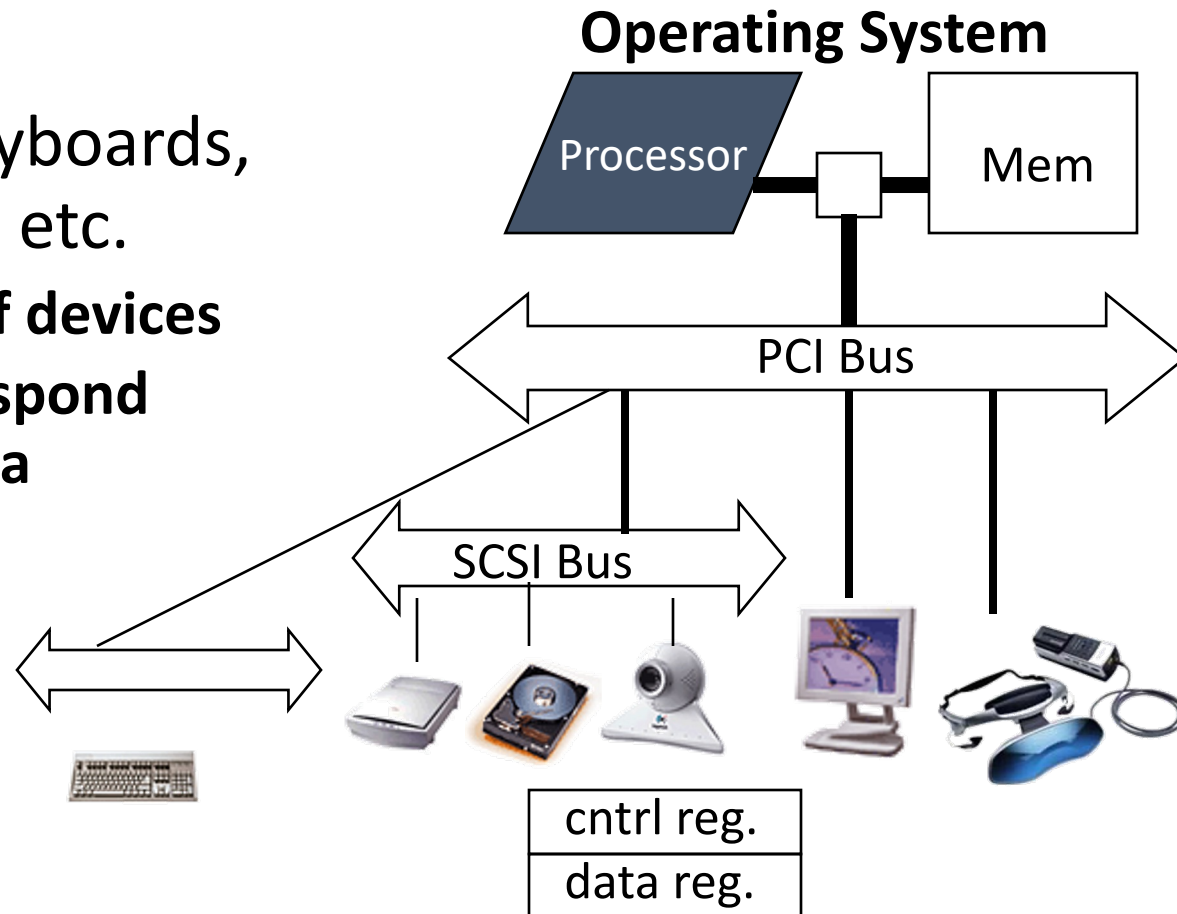 Operating System
yboards,
etc.
f devices
spond
a
Processor
Mem
PCI Bus
SCSI Bus
cntrl reg.
data reg.